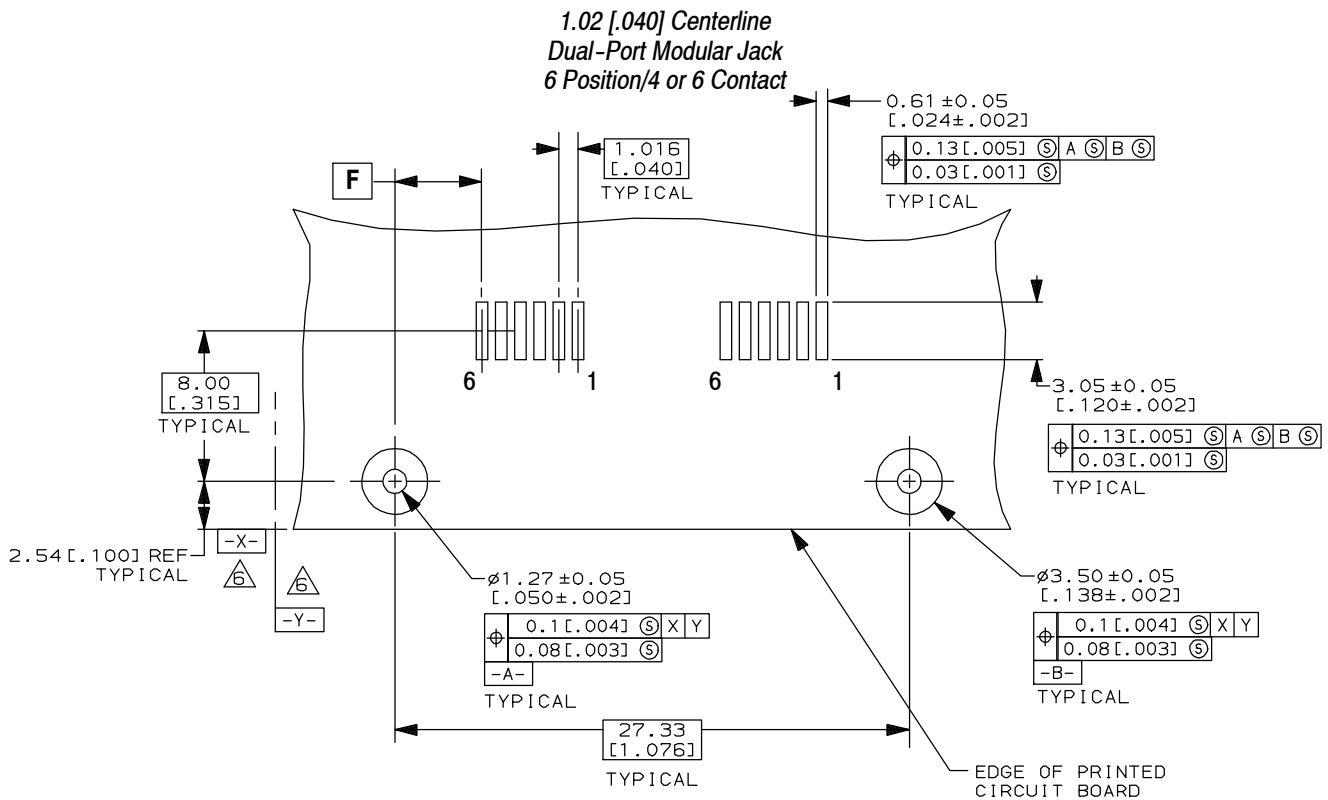 1.02 [.040] Centerline
Dual-Port Modular Jack
6 Position/4 or 6 Contact
0.61±0.05
[.024±.002]
⌖ 0.13[.005] Ⓢ A Ⓢ B Ⓢ
0.03[.001] Ⓢ
TYPICAL
1.016
[.040]
TYPICAL
F
6 1 6 1
8.00
[.315]
TYPICAL
3.05±0.05
[.120±.002]
⌖ 0.13[.005] Ⓢ A Ⓢ B Ⓢ
0.03[.001] Ⓢ
TYPICAL
2.54[.100] REF
TYPICAL
-X-
6
6
-Y-
ø1.27±0.05
[.050±.002]
⌖ 0.1[.004] Ⓢ X Y
0.08[.003] Ⓢ
-A-
TYPICAL
ø3.50±0.05
[.138±.002]
⌖ 0.1[.004] Ⓢ X Y
0.08[.003] Ⓢ
-B-
TYPICAL
27.33
[1.076]
TYPICAL
EDGE OF PRINTED
CIRCUIT BOARD